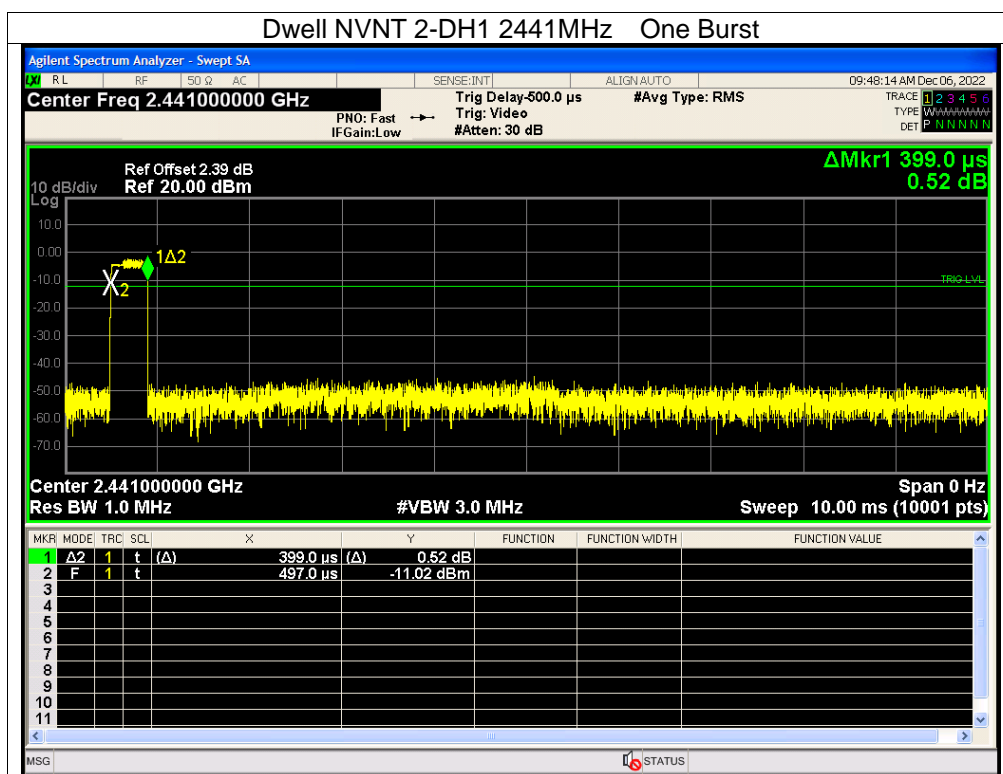 Dwell NVNT 2-DH1 2441MHz One Burst
Agilent Spectrum Analyzer - Swept SA
LXI RL RF 50 Ω AC SENSE:INT ALIGN AUTO 09:48:14 AM Dec 06, 2022
Center Freq 2.441000000 GHz Trig Delay-500.0 µs #Avg Type: RMS TRACE 1 2 3 4 5 6
PNO: Fast Trig: Video TYPE WWWWWW
IFGain:Low #Atten: 30 dB DET P N N N N N
ΔMkr1 399.0 µs
0.52 dB
Ref Offset 2.39 dB
10 dB/div Ref 20.00 dBm
Log
10.0
0.00
1Δ2
-10.0
X2
TRIG LVL
-20.0
-30.0
-40.0
-50.0
-60.0
-70.0
Center 2.441000000 GHz Span 0 Hz
Res BW 1.0 MHz #VBW 3.0 MHz Sweep 10.00 ms (10001 pts)
MKR MODE TRC SCL X Y FUNCTION FUNCTION WIDTH FUNCTION VALUE
1 Δ2 1 t (Δ) 399.0 µs (Δ) 0.52 dB
2 F 1 t 497.0 µs -11.02 dBm
3
4
5
6
7
8
9
10
11
MSG STATUS